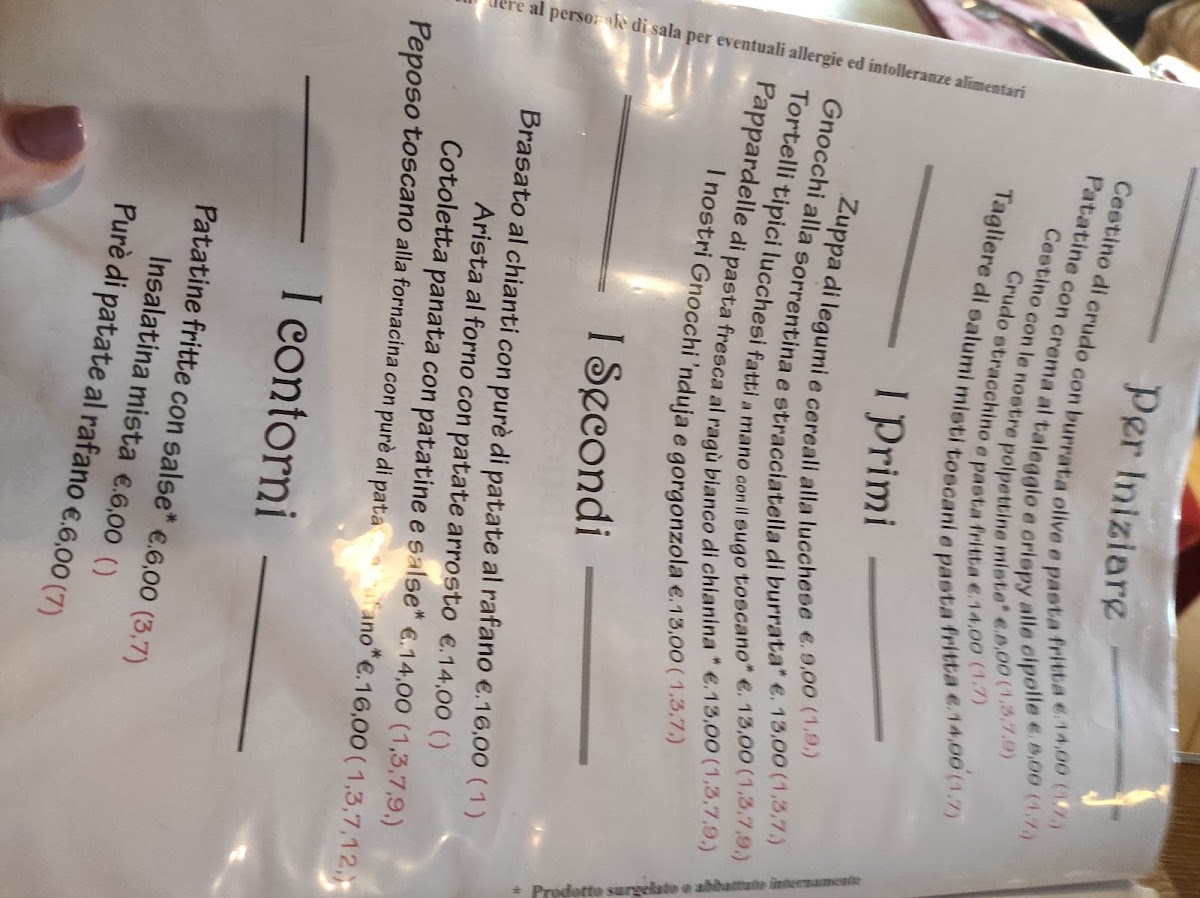 dere al personale di sala per eventuali allergie ed intolleranze alimentari
Per Iniziare
Cestino di crudo con burrata olive e pasta fritta €.14,00 (1,7,)
Patatine con crema al taleggio e crispy alle cipolle €.8,00 (1,7,)
Cestino con le nostre polpettine miste* €.8,00 (1,3,7,9)
Crudo stracchino e pasta fritta €.14,00 (1,7)
Tagliere di salumi misti toscani e pasta fritta €.14,00 (1,7)
I primi
Zuppa di legumi e cereali alla lucchese €. 9,00 (1,9,)
Gnocchi alla sorrentina e stracciatella di burrata* €. 13,00 (1,3,7,)
Tortelli tipici lucchesi fatti a mano con il sugo toscano* €. 13,00 (1,3,7,9,)
Pappardelle di pasta fresca al ragù bianco di chianina * €.13,00 (1,3,7,9,)
I nostri Gnocchi 'nduja e gorgonzola €.13,00 (1,3,7,)
I Secondi
Brasato al chianti con purè di patate al rafano €.16,00 (1)
Arista al forno con patate arrosto €.14,00 ()
Cotoletta panata con patatine e salse* €.14,00 (1,3,7,9,)
Peposo toscano alla fornacina con purè di patate rafano *€.16,00 (1,3,7,12,)
I contorni
Patatine fritte con salse* €.6,00 (3,7)
Insalatina mista €.6,00 ()
Purè di patate al rafano €.6,00 (7)
* Prodotto surgelato o abbattuto internamente